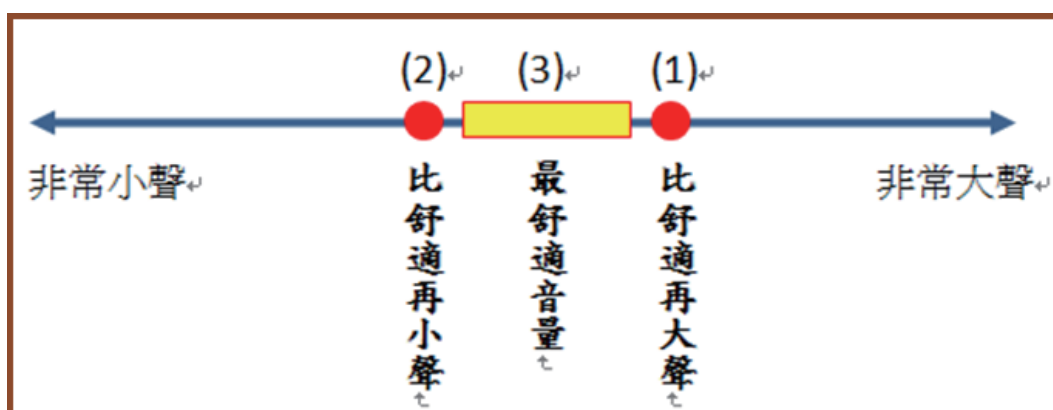 (2)
(3)
(1)
非常小聲
非常大聲
比舒適再小聲
最舒適音量
比舒適再大聲